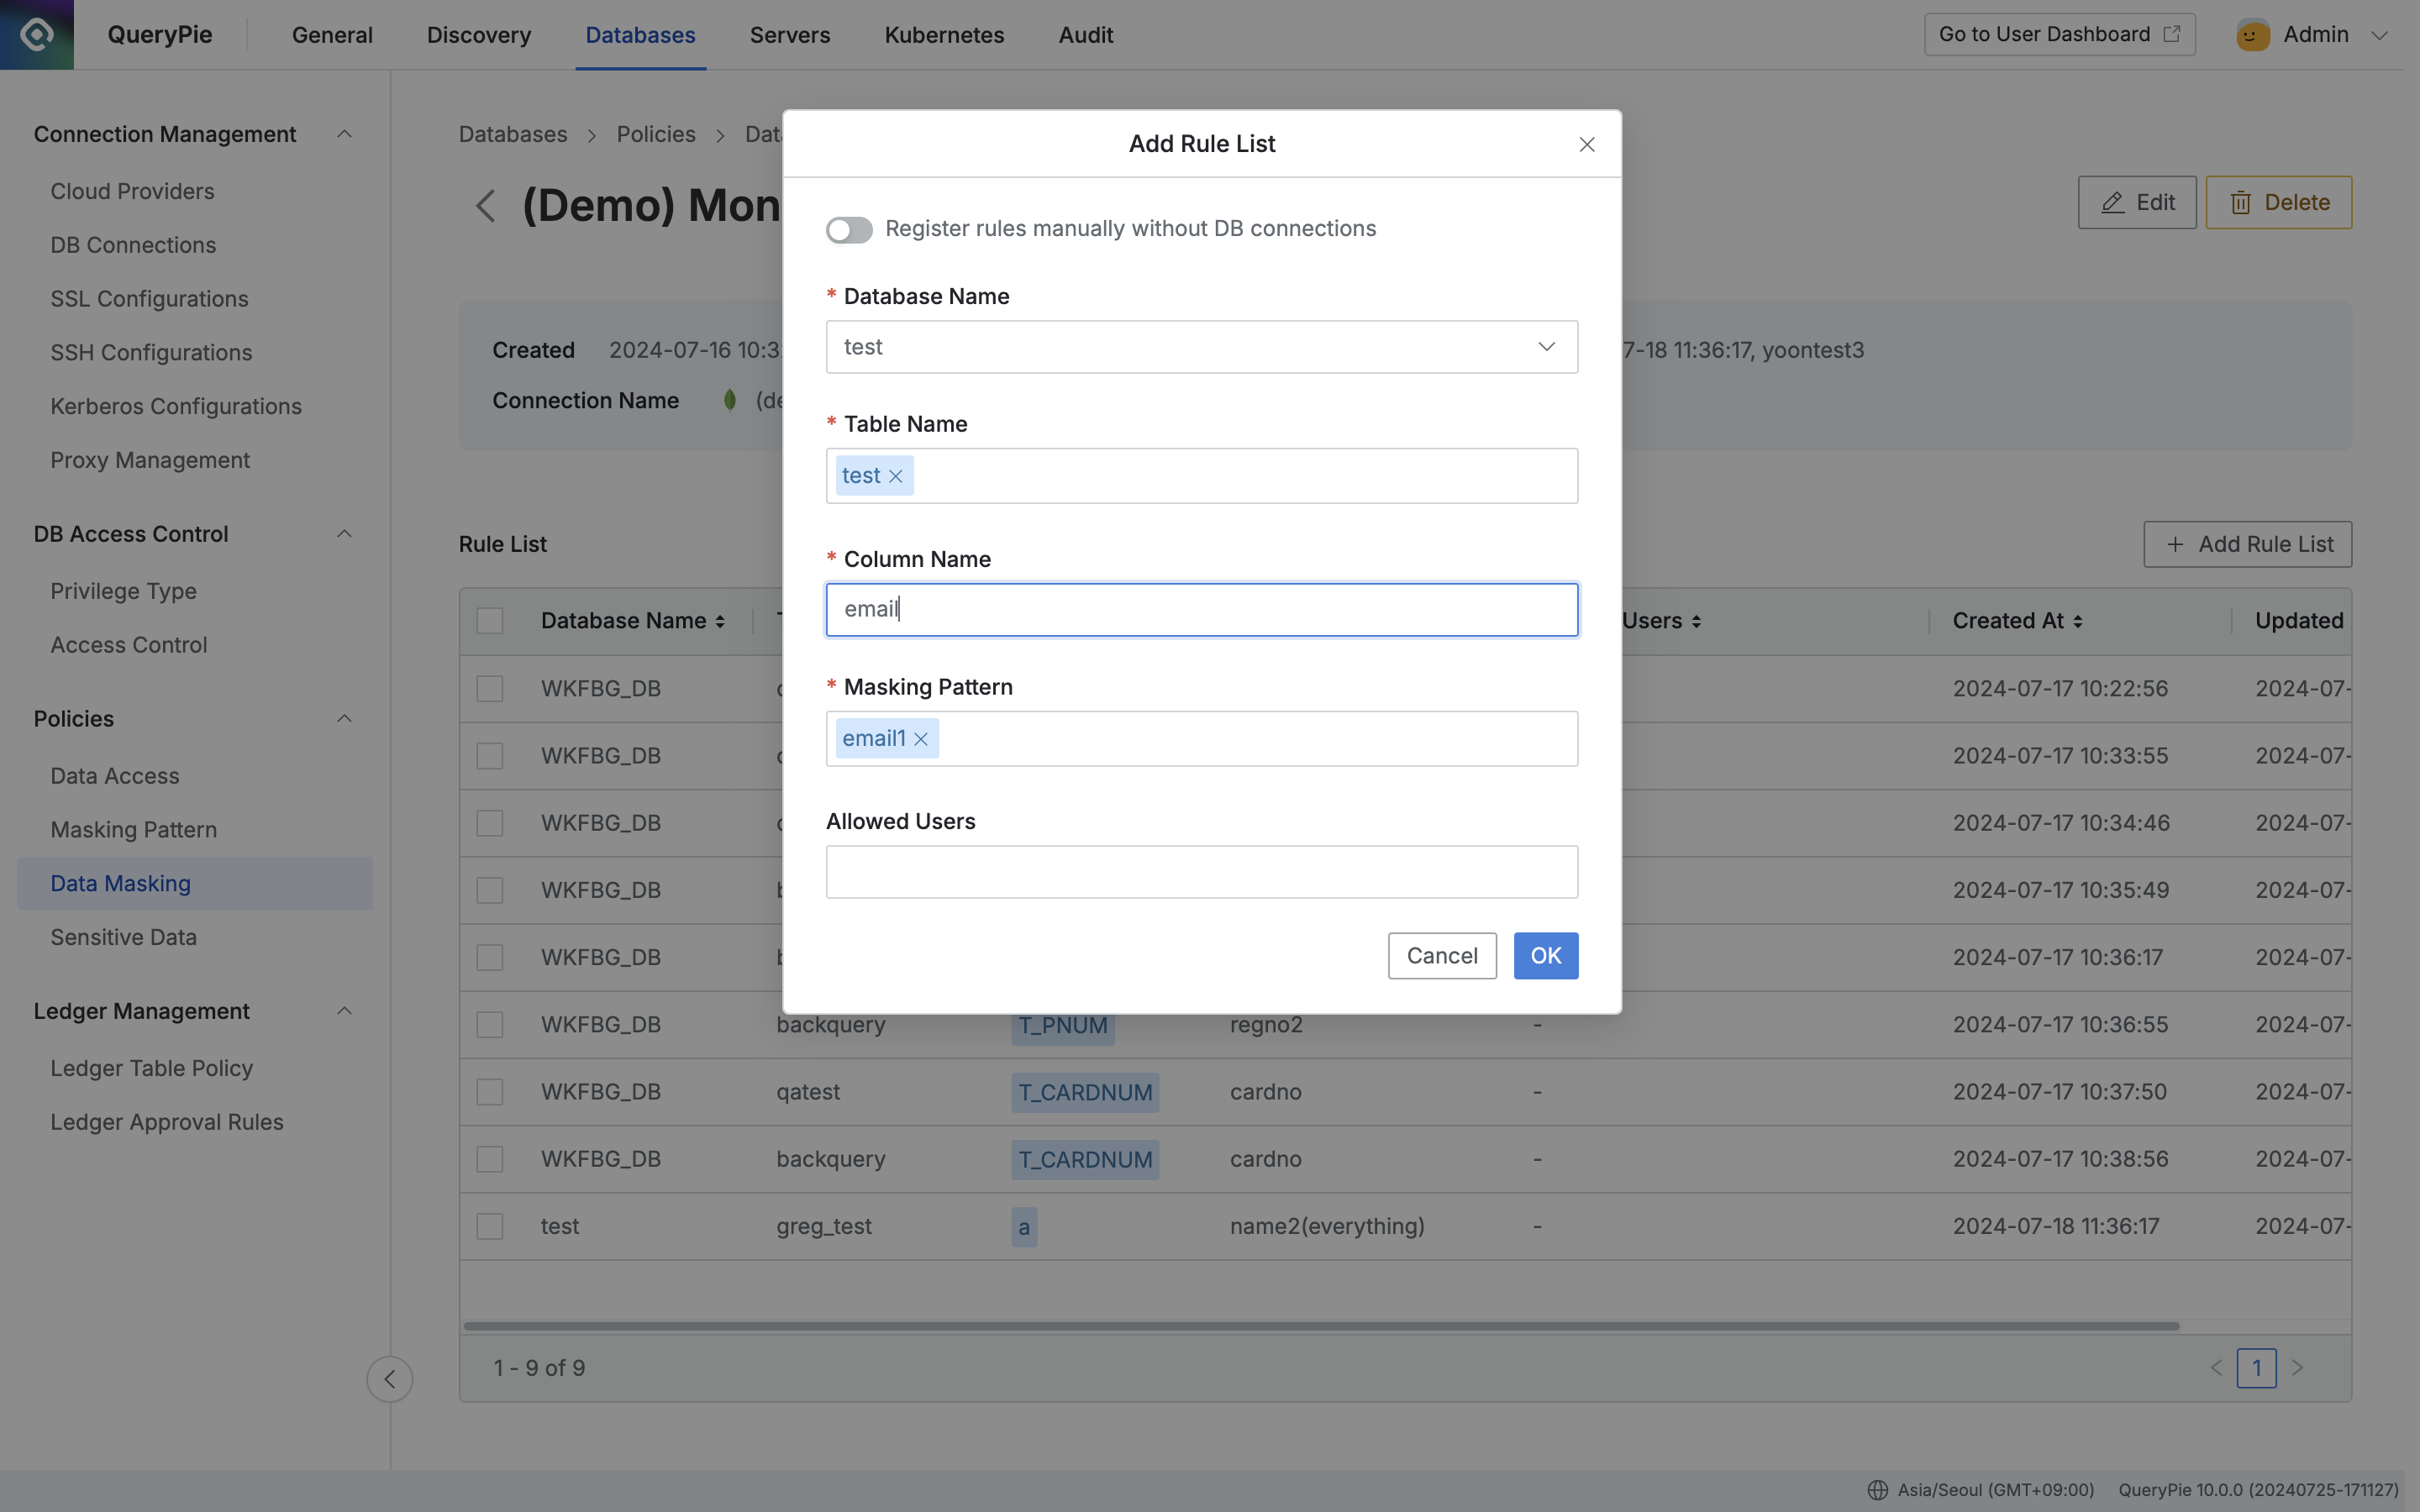 QueryPie
General
Discovery
Databases
Servers
Kubernetes
Audit
Go to User Dashboard
Admin
Connection Management
Cloud Providers
DB Connections
SSL Configurations
SSH Configurations
Kerberos Configurations
Proxy Management
DB Access Control
Privilege Type
Access Control
Policies
Data Access
Masking Pattern
Data Masking
Sensitive Data
Ledger Management
Ledger Table Policy
Ledger Approval Rules
Databases > Policies >
(Demo)
Edit
Delete
Created 2024-07-16
7-18 11:36:17, yoontest3
Connection Name
Rule List
+ Add Rule List
Database Name
Users
Created At
Updated
WKFBG_DB 2024-07-17 10:22:56 2024-07-
WKFBG_DB 2024-07-17 10:33:55 2024-07-
WKFBG_DB 2024-07-17 10:34:46 2024-07-
WKFBG_DB 2024-07-17 10:35:49 2024-07-
WKFBG_DB 2024-07-17 10:36:17 2024-07-
WKFBG_DB backquery T_PNUM regno2 - 2024-07-17 10:36:55 2024-07-
WKFBG_DB qatest T_CARDNUM cardno - 2024-07-17 10:37:50 2024-07-
WKFBG_DB backquery T_CARDNUM cardno - 2024-07-17 10:38:56 2024-07-
test greg_test a name2(everything) - 2024-07-18 11:36:17 2024-07-
1 - 9 of 9
1
Add Rule List
Register rules manually without DB connections
* Database Name
test
* Table Name
test
* Column Name
email
* Masking Pattern
email1
Allowed Users
Cancel
OK
Asia/Seoul (GMT+09:00)
QueryPie 10.0.0 (20240725-171127)